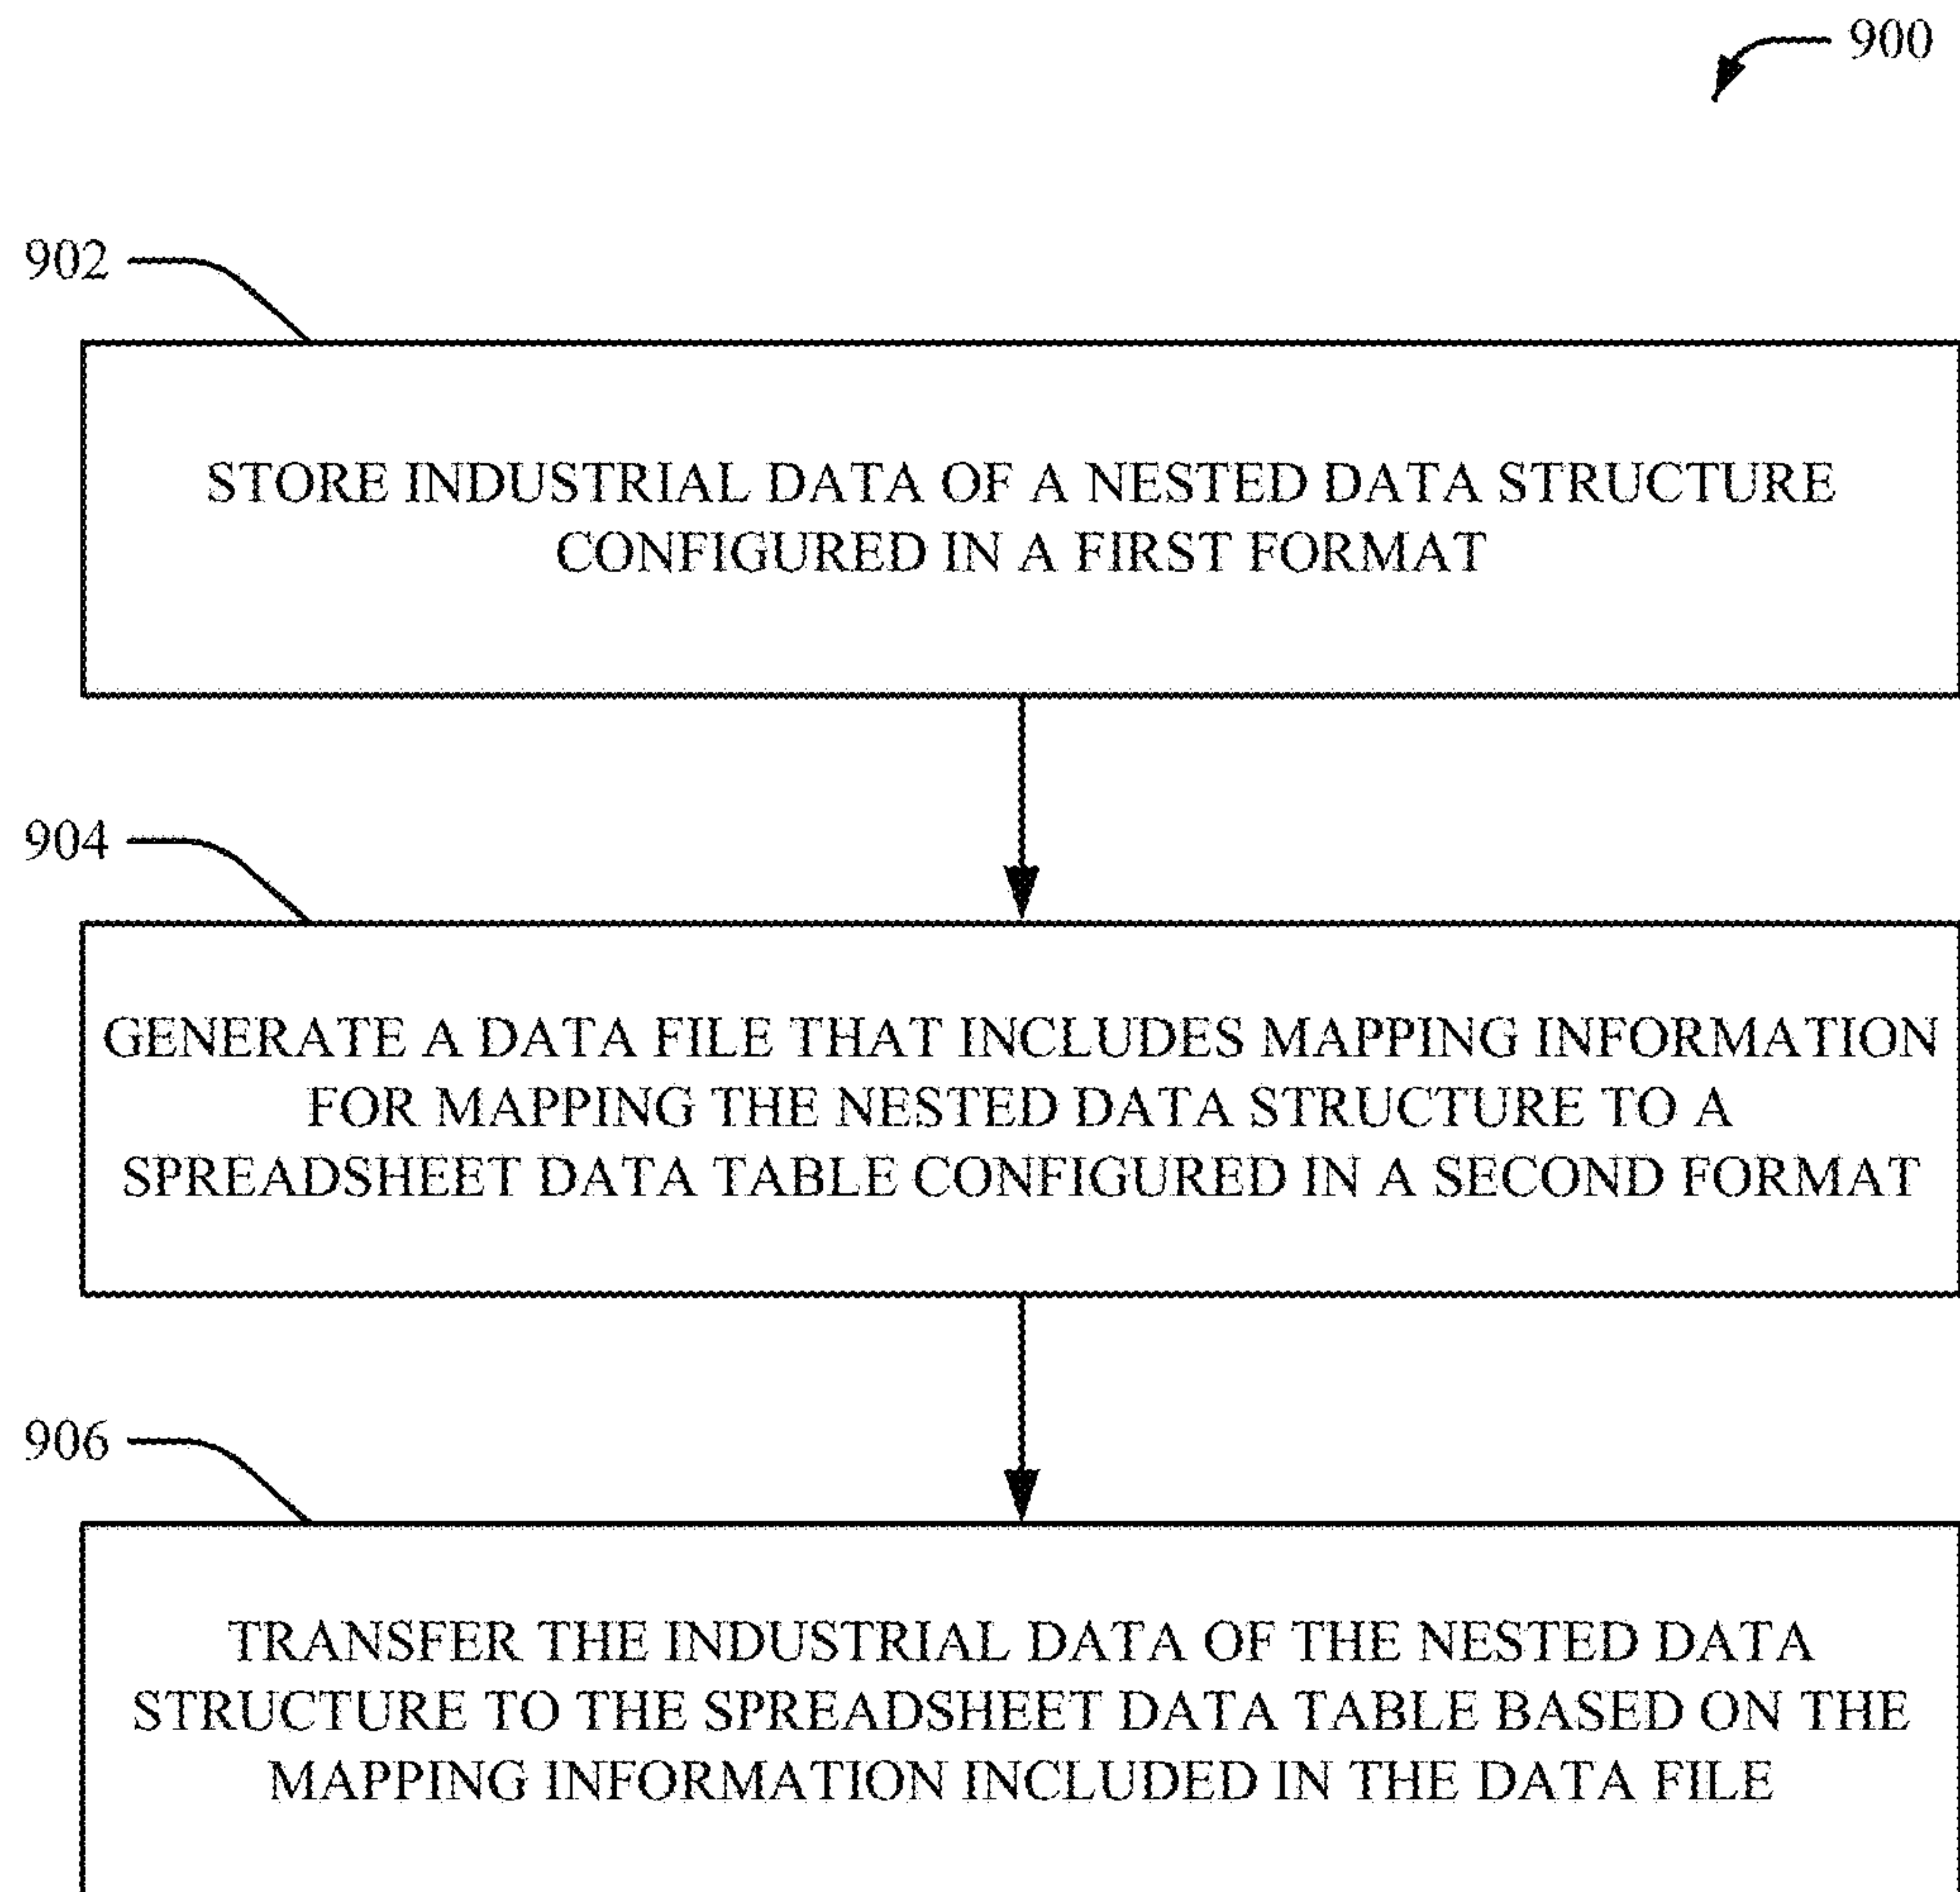 900
902
STORE INDUSTRIAL DATA OF A NESTED DATA STRUCTURE
CONFIGURED IN A FIRST FORMAT
904
GENERATE A DATA FILE THAT INCLUDES MAPPING INFORMATION
FOR MAPPING THE NESTED DATA STRUCTURE TO A
SPREADSHEET DATA TABLE CONFIGURED IN A SECOND FORMAT
906
TRANSFER THE INDUSTRIAL DATA OF THE NESTED DATA
STRUCTURE TO THE SPREADSHEET DATA TABLE BASED ON THE
MAPPING INFORMATION INCLUDED IN THE DATA FILE